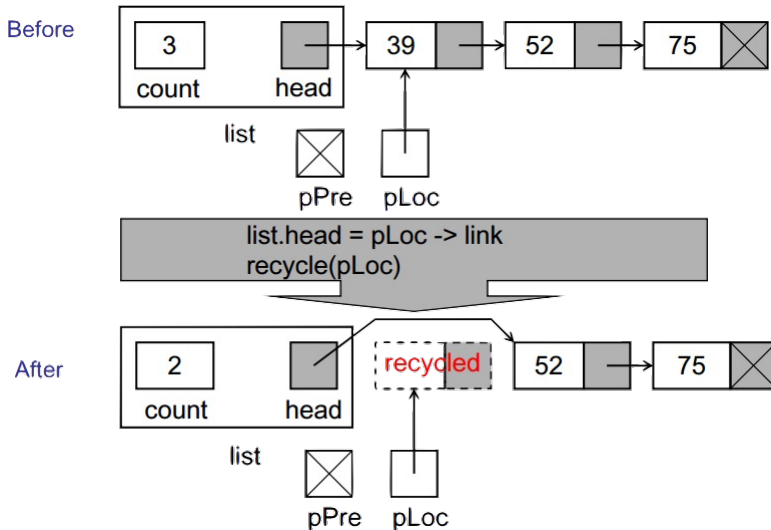 Before
3
39
52
75
count
head
list
pPre
pLoc
list.head = pLoc -> link
recycle(pLoc)
After
2
recycled
52
75
count
head
list
pPre
pLoc